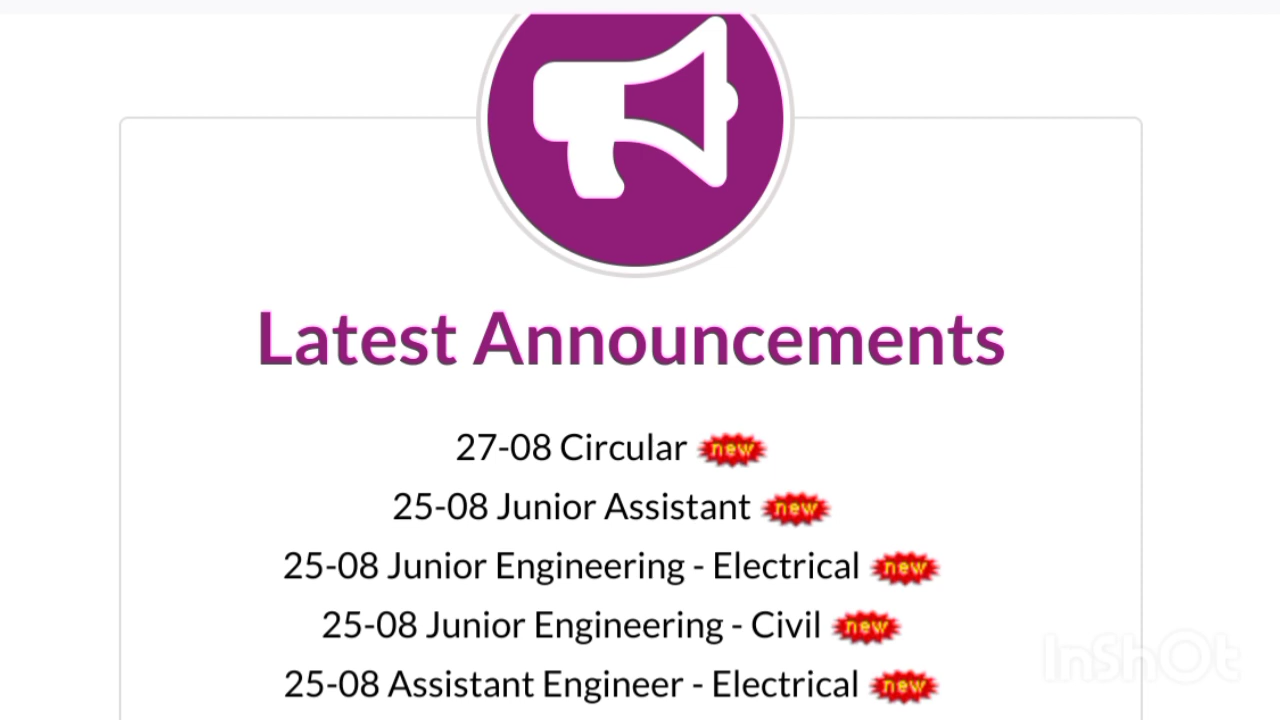 Latest Announcements
27-08 Circular new
25-08 Junior Assistant new
25-08 Junior Engineering - Electrical new
25-08 Junior Engineering - Civil new
25-08 Assistant Engineer - Electrical new
InShOt